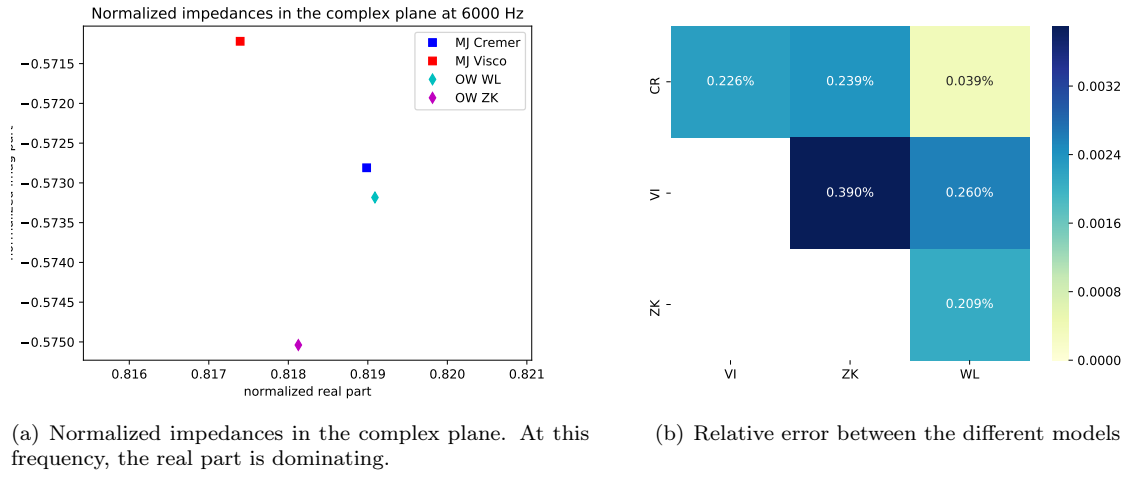 Normalized impedances in the complex plane at 6000 Hz
MJ Cremer
MJ Visco
OW WL
OW ZK
−0.5715
−0.5720
−0.5725
−0.5730
−0.5735
−0.5740
−0.5745
−0.5750
0.816
0.817
0.818
0.819
0.820
0.821
normalized real part
CR
VI
ZK
0.226%
0.239%
0.039%
0.390%
0.260%
0.209%
VI
ZK
WL
0.0032
0.0024
0.0016
0.0008
0.0000
(a) Normalized impedances in the complex plane. At this
frequency, the real part is dominating.
(b) Relative error between the different models